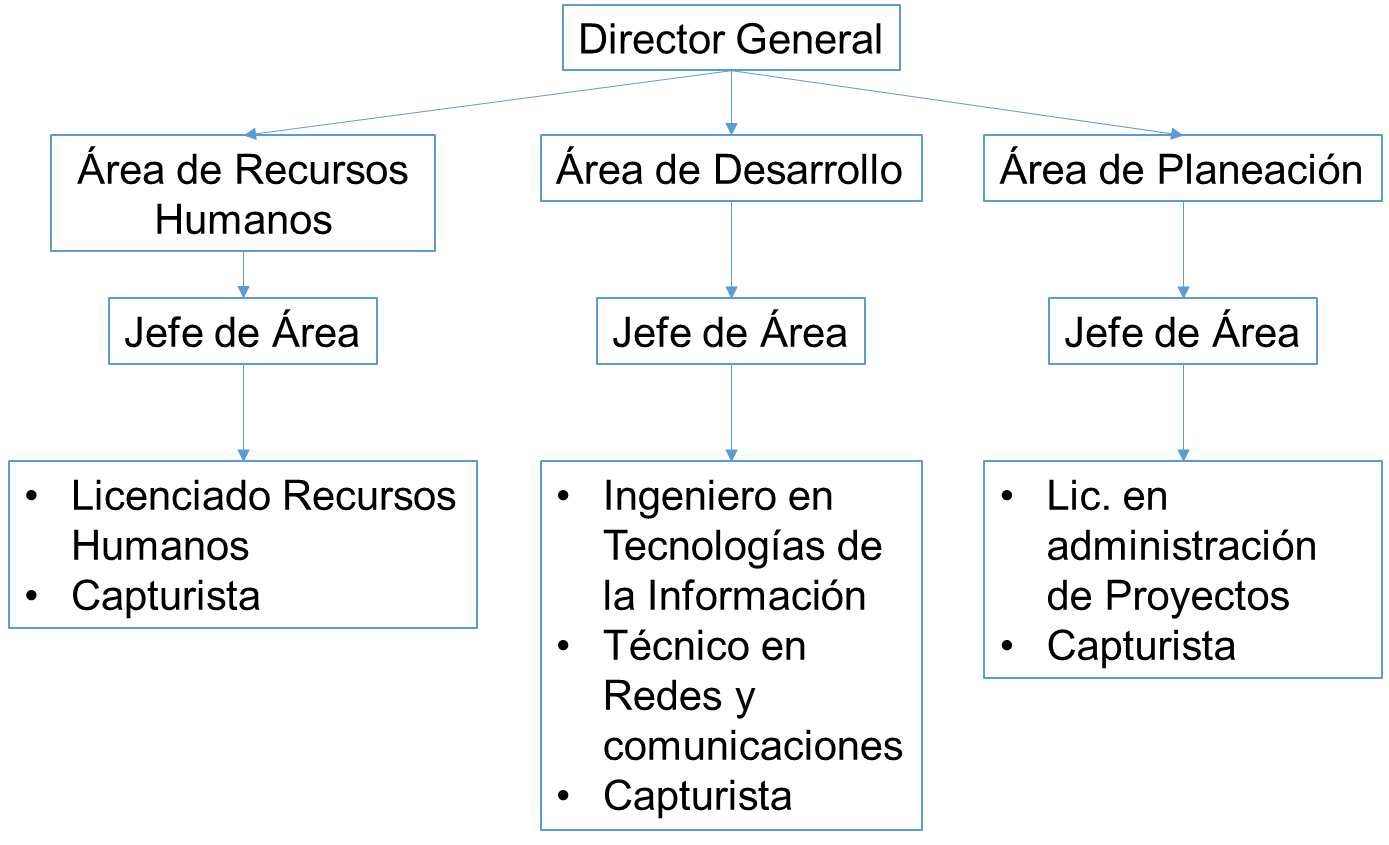 Director General
Área de Recursos
Humanos
Área de Desarrollo
Área de Planeación
Jefe de Área
Jefe de Área
Jefe de Área
• Licenciado Recursos
Humanos
• Capturista
• Ingeniero en
Tecnologías de
la Información
• Técnico en
Redes y
comunicaciones
• Capturista
• Lic. en
administración
de Proyectos
• Capturista